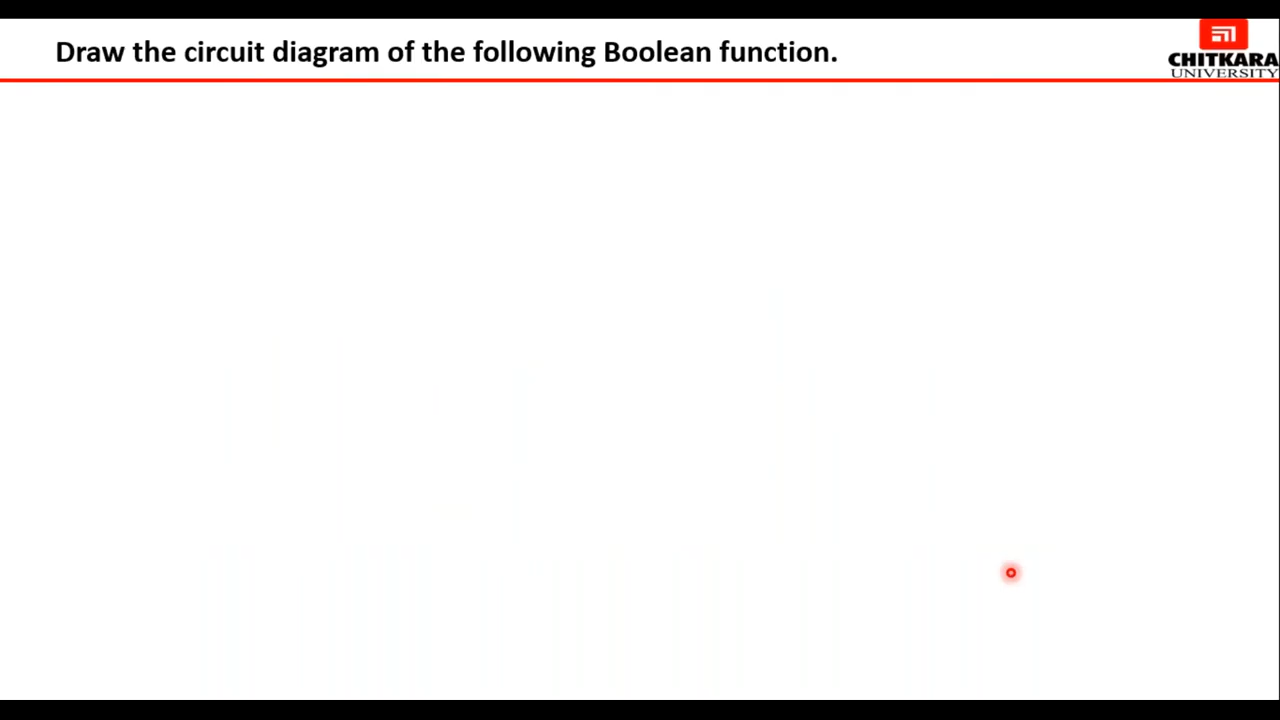 Draw the circuit diagram of the following Boolean function.
CHITKARA
UNIVERSITY